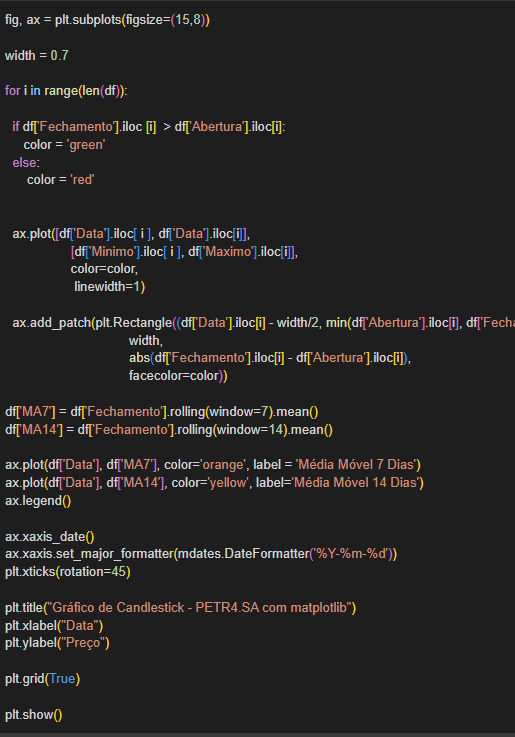 fig, ax = plt.subplots(figsize=(15,8))
width = 0.7
for i in range(len(df)):
if df['Fechamento'].iloc [i] > df['Abertura'].iloc[i]:
color = 'green'
else:
color = 'red'
ax.plot([df['Data'].iloc[ i ], df['Data'].iloc[i]],
[df['Minimo'].iloc[ i ], df['Maximo'].iloc[i]],
color=color,
linewidth=1)
ax.add_patch(plt.Rectangle((df['Data'].iloc[i] - width/2, min(df['Abertura'].iloc[i], df['Fecha
width,
abs(df['Fechamento'].iloc[i] - df['Abertura'].iloc[i]),
facecolor=color))
df['MA7'] = df['Fechamento'].rolling(window=7).mean()
df['MA14'] = df['Fechamento'].rolling(window=14).mean()
ax.plot(df['Data'], df['MA7'], color='orange', label = 'Média Móvel 7 Dias')
ax.plot(df['Data'], df['MA14'], color='yellow', label='Média Móvel 14 Dias')
ax.legend()
ax.xaxis_date()
ax.xaxis.set_major_formatter(mdates.DateFormatter('%Y-%m-%d'))
plt.xticks(rotation=45)
plt.title("Gráfico de Candlestick - PETR4.SA com matplotlib")
plt.xlabel("Data")
plt.ylabel("Preço")
plt.grid(True)
plt.show()